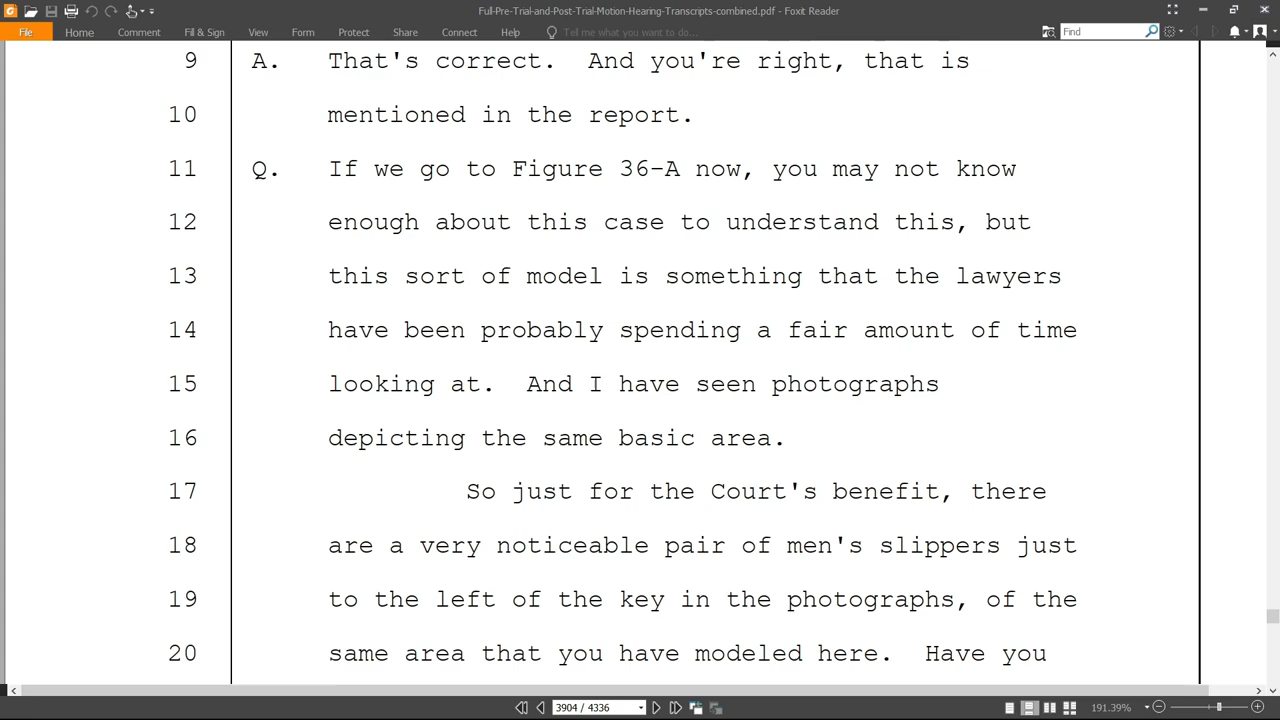 Full-Pre-Trial-and-Post-Trial-Motion-Hearing-Transcripts-combined.pdf - Foxit Reader
File Home Comment Fill & Sign View Form Protect Share Connect Help Tell me what you want to do... Find
9 A. That's correct. And you're right, that is
10 mentioned in the report.
11 Q. If we go to Figure 36-A now, you may not know
12 enough about this case to understand this, but
13 this sort of model is something that the lawyers
14 have been probably spending a fair amount of time
15 looking at. And I have seen photographs
16 depicting the same basic area.
17 So just for the Court's benefit, there
18 are a very noticeable pair of men's slippers just
19 to the left of the key in the photographs, of the
20 same area that you have modeled here. Have you
3904 / 4336 191.39%